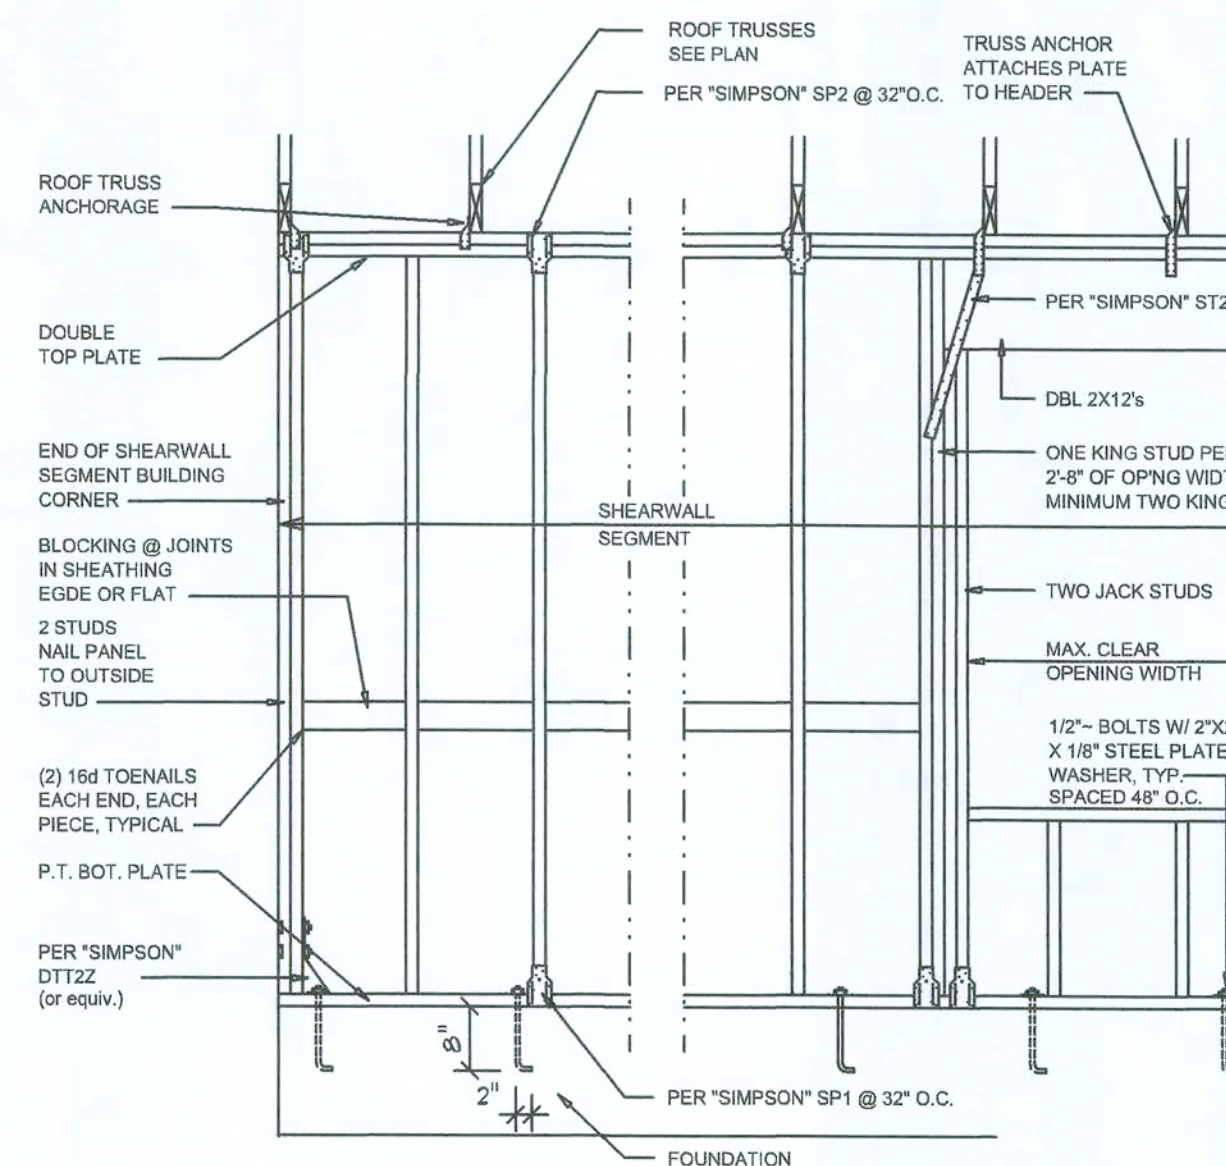 ROOF TRUSSES
SEE PLAN
PER "SIMPSON" SP2 @ 32"O.C.
TRUSS ANCHOR
ATTACHES PLATE
TO HEADER
ROOF TRUSS
ANCHORAGE
DOUBLE
TOP PLATE
END OF SHEARWALL
SEGMENT BUILDING
CORNER
BLOCKING @ JOINTS
IN SHEATHING
EGDE OR FLAT
2 STUDS
NAIL PANEL
TO OUTSIDE
STUD
(2) 16d TOENAILS
EACH END, EACH
PIECE, TYPICAL
P.T. BOT. PLATE
PER "SIMPSON"
DTT2Z
(or equiv.)
SHEARWALL
SEGMENT
PER "SIMPSON" ST2
DBL 2X12's
ONE KING STUD PE
2'-8" OF OP'NG WID
MINIMUM TWO KING
TWO JACK STUDS
MAX. CLEAR
OPENING WIDTH
1/2"~ BOLTS W/ 2"X
X 1/8" STEEL PLATE
WASHER, TYP.
SPACED 48" O.C.
8"
2"
PER "SIMPSON" SP1 @ 32" O.C.
FOUNDATION